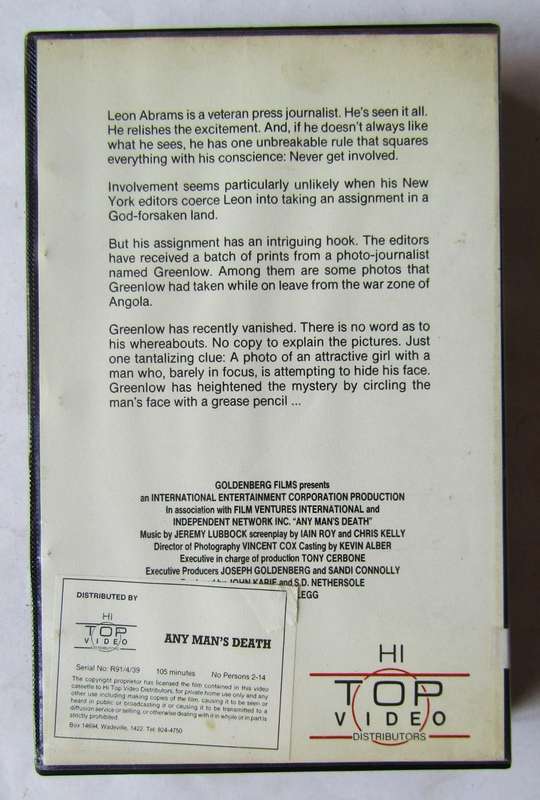 Leon Abrams is a veteran press journalist. He's seen it all.
He relishes the excitement. And, if he doesn't always like
what he sees, he has one unbreakable rule that squares
everything with his conscience: Never get involved.
Involvement seems particularly unlikely when his New
York editors coerce Leon into taking an assignment in a
God-forsaken land.
But his assignment has an intriguing hook. The editors
have received a batch of prints from a photo-journalist
named Greenlow. Among them are some photos that
Greenlow had taken while on leave from the war zone of
Angola.
Greenlow has recently vanished. There is no word as to
his whereabouts. No copy to explain the pictures. Just
one tantalizing clue: A photo of an attractive girl with a
man who, barely in focus, is attempting to hide his face.
Greenlow has heightened the mystery by circling the
man's face with a grease pencil ...
GOLDENBERG FILMS presents
an INTERNATIONAL ENTERTAINMENT CORPORATION PRODUCTION
In association with FILM VENTURES INTERNATIONAL and
INDEPENDENT NETWORK INC. "ANY MAN'S DEATH"
Music by JEREMY LUBBOCK screenplay by IAIN ROY and CHRIS KELLY
Director of Photography VINCENT COX Casting by KEVIN ALBER
Executive in charge of production TONY CERBONE
Executive Producers JOSEPH GOLDENBERG and SANDI CONNOLLY
JOHN KARIE and S.D. NETHERSOLE
LEGG
DISTRIBUTED BY
HI
TOP
VIDEO
DISTRIBUTORS
ANY MAN'S DEATH
Serial No: R91/4/39 105 minutes No Persons 2-14
The copyright proprietor has licensed the film contained in this video
cassette to Hi Top Video Distributors, for private home use only and any
other use including making copies of the film, causing it to be seen or
heard in public or broadcasting it or causing it to be transmitted to a
diffusion service or selling, or otherwise dealing with it in whole or in part is
strictly prohibited.
Box 14694, Wadeville, 1422. Tel: 824-4750
HI
TOP
VIDEO
DISTRIBUTORS